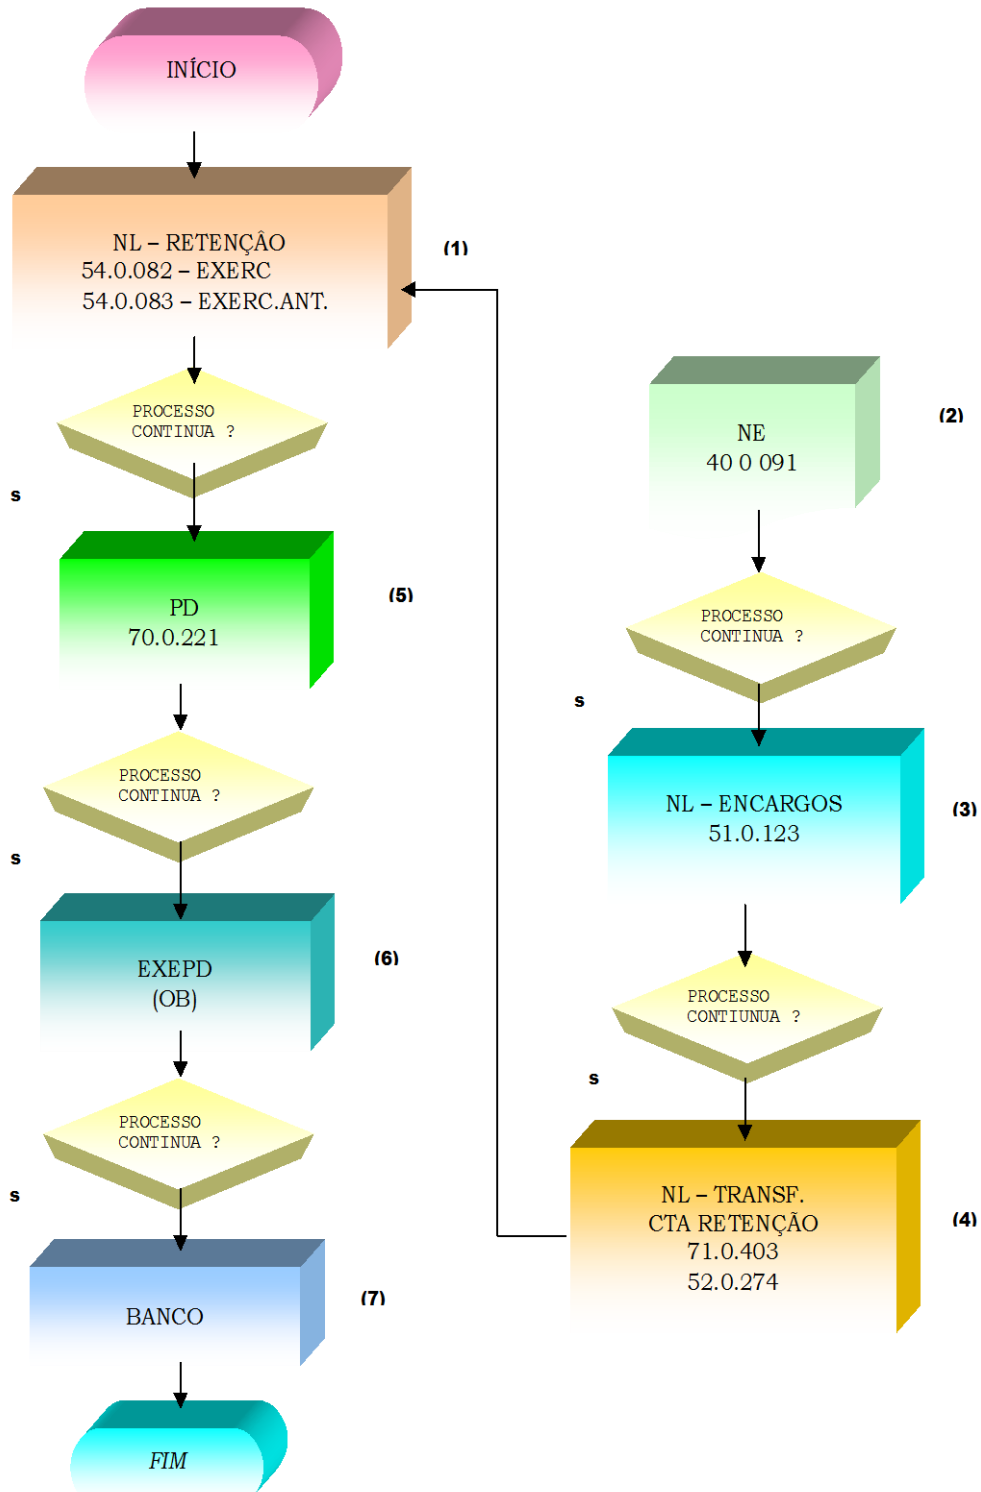 INÍCIO
NL – RETENÇÂO
54.0.082 – EXERC
54.0.083 – EXERC.ANT.
(1)
PROCESSO
CONTINUA ?
s
PD
70.0.221
(5)
PROCESSO
CONTINUA ?
s
EXEPD
(OB)
(6)
PROCESSO
CONTINUA ?
s
BANCO
(7)
FIM
NE
40 0 091
(2)
PROCESSO
CONTINUA ?
s
NL – ENCARGOS
51.0.123
(3)
PROCESSO
CONTIUNUA ?
s
NL – TRANSF.
CTA RETENÇÃO
71.0.403
52.0.274
(4)